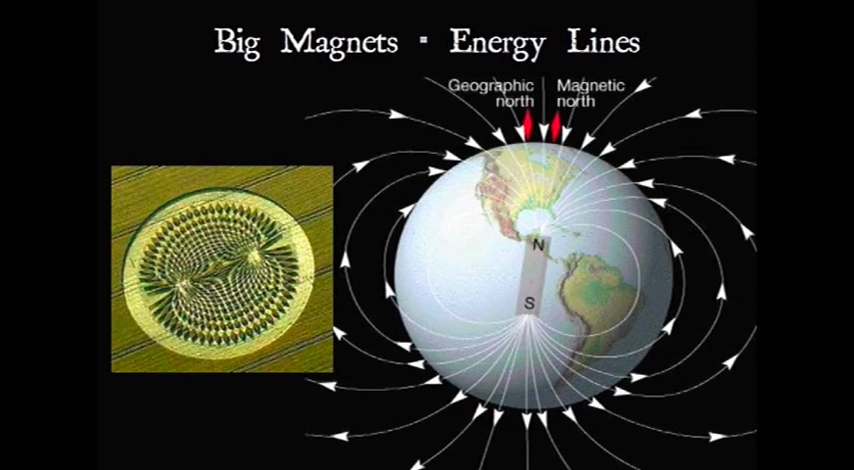 Big Magnets · Energy Lines
Geographic
north
Magnetic
north
N
S